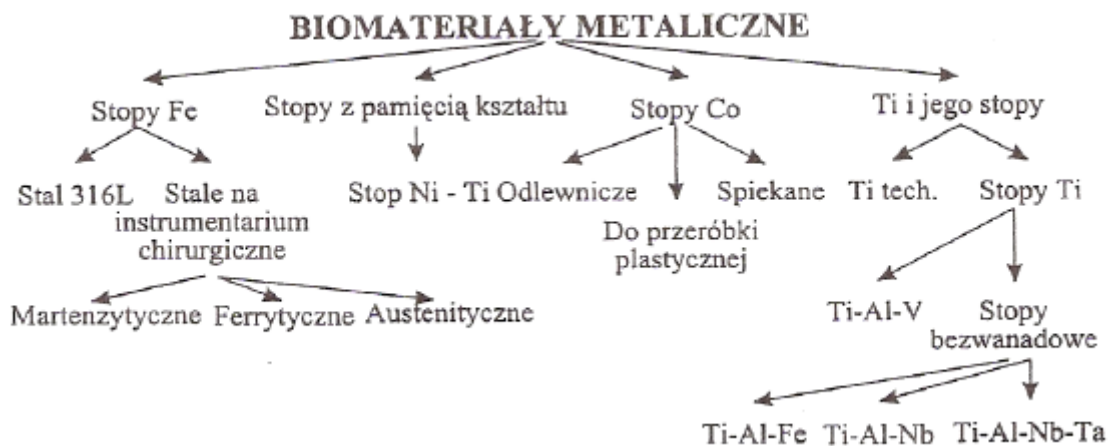 BIOMATERIAŁY METALICZNE
Stopy Fe
Stopy z pamięcią kształtu
Stopy Co
Ti i jego stopy
Stal 316L
Stale na
instrumentarium
chirurgiczne
Stop Ni - Ti
Odlewnicze
Do przeróbki
plastycznej
Spiekane
Ti tech.
Stopy Ti
Martenzytyczne
Ferrytyczne
Austenityczne
Ti-Al-V
Stopy
bezwanadowe
Ti-Al-Fe
Ti-Al-Nb
Ti-Al-Nb-Ta